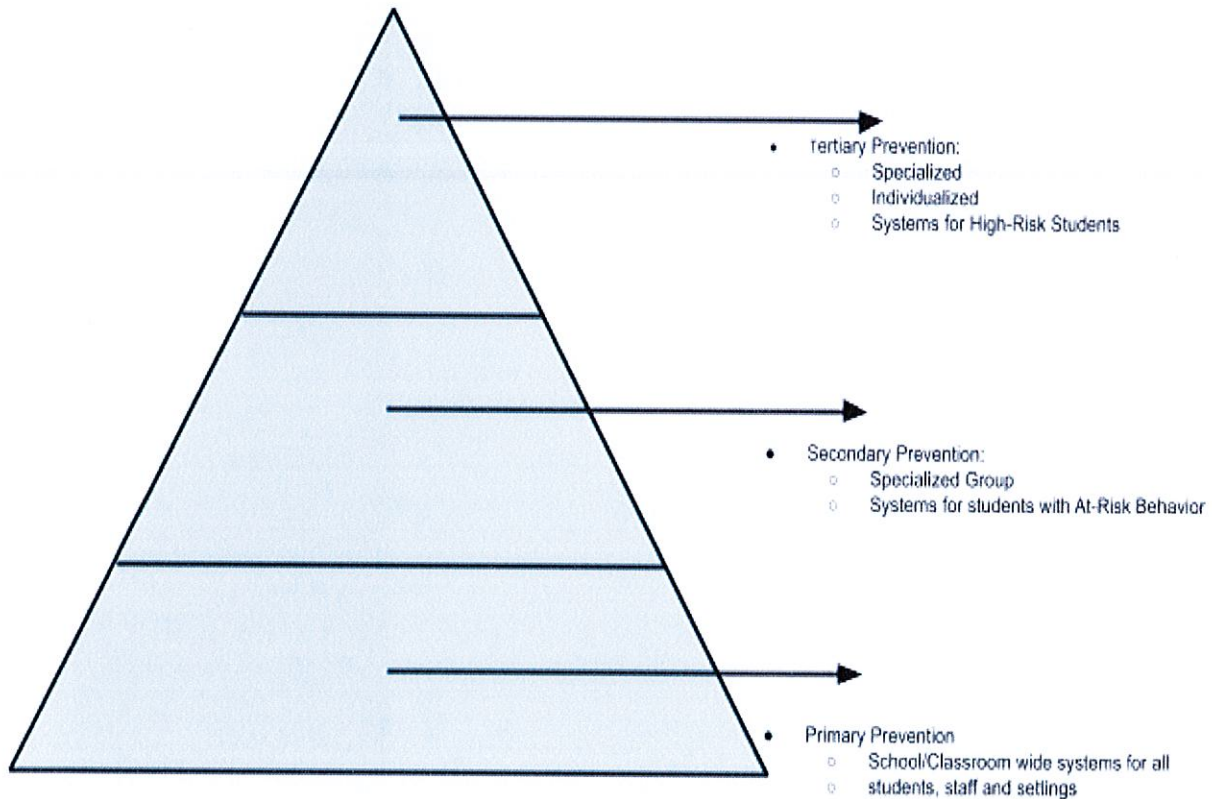 • Tertiary Prevention:
○ Specialized
○ Individualized
○ Systems for High-Risk Students
• Secondary Prevention:
○ Specialized Group
○ Systems for students with At-Risk Behavior
• Primary Prevention
○ School/Classroom wide systems for all
○ students, staff and settings